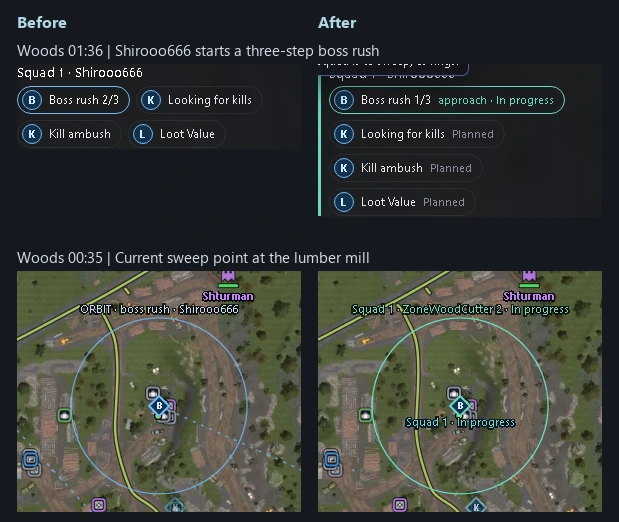 Before
After
Woods 01:36 | Shirooo666 starts a three-step boss rush
Squad 1 · Shirooo666
B Boss rush 2/3
K Looking for kills
K Kill ambush
L Loot Value
Squad 1 · Shirooo666
B Boss rush 1/3 approach · In progress
K Looking for kills Planned
K Kill ambush Planned
L Loot Value Planned
Woods 00:35 | Current sweep point at the lumber mill
Shturman
ORBIT · boss rush · Shirooo666
B
Shturman
Squad 1 · ZoneWoodCutter 2 · In progress
B
Squad 1 · In progress
K
K